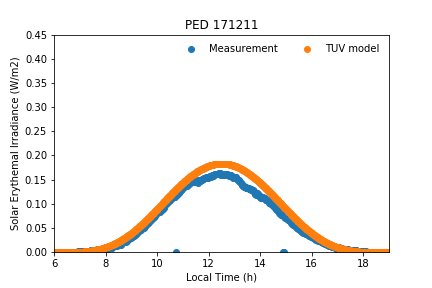 PED 171211
Measurement TUV model
Solar Erythemal Irradiance (W/m2)
0.45
0.40
0.35
0.30
0.25
0.20
0.15
0.10
0.05
0.00
6 8 10 12 14 16 18
Local Time (h)